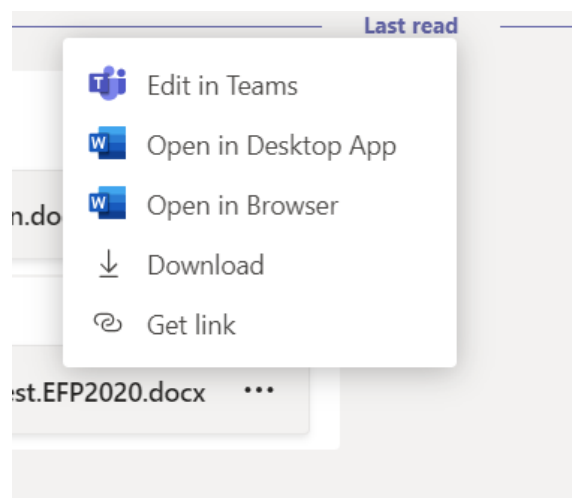 Last read
Edit in Teams
Open in Desktop App
Open in Browser
n.do
Download
Get link
st.EFP2020.docx ···